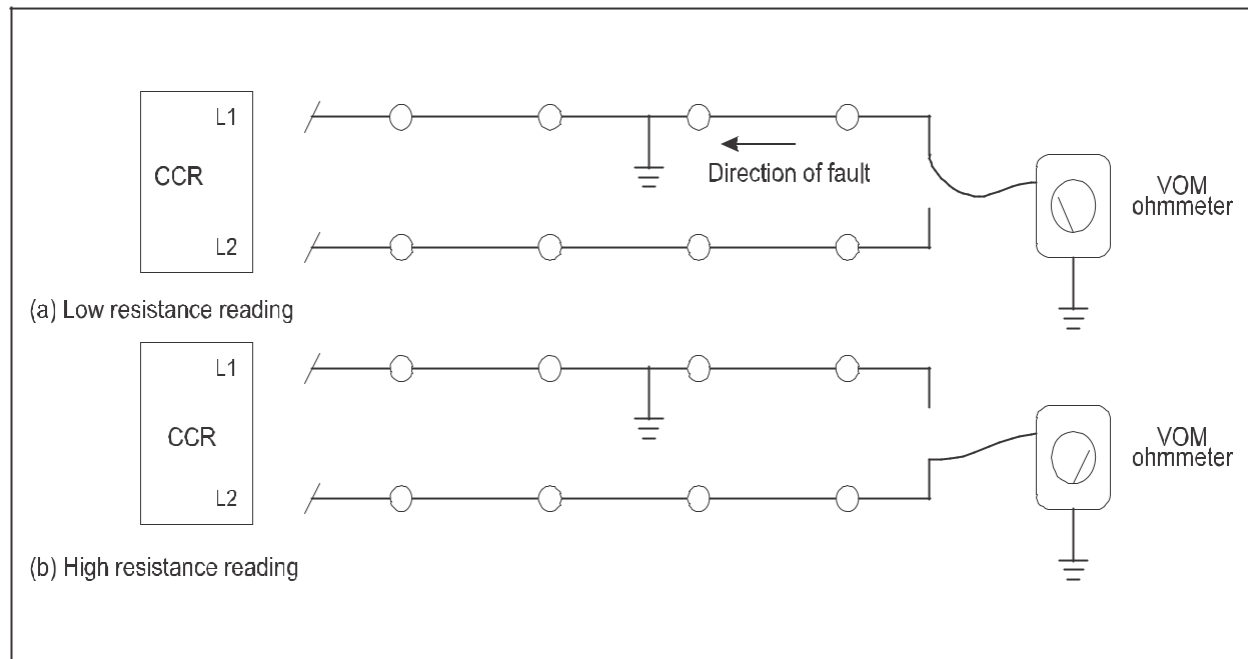 L1
CCR
Direction of fault
VOM
ohmmeter
L2
(a) Low resistance reading
L1
CCR
VOM
ohmmeter
L2
(b) High resistance reading